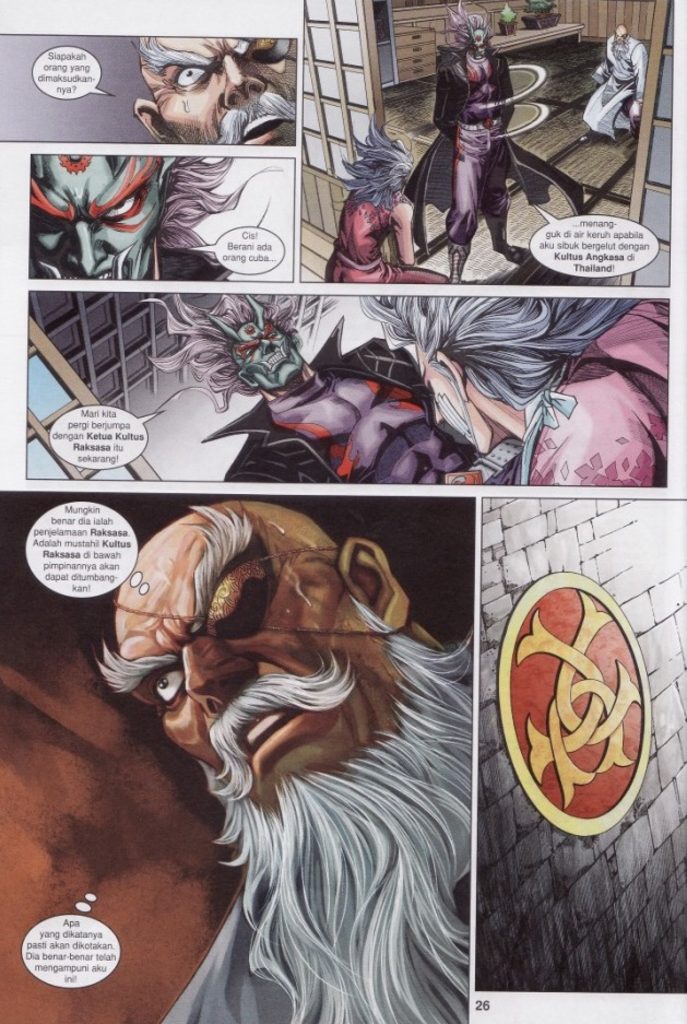 Siapakah
orang yang
dimaksudkan-
nya?
Cis!
Berani ada
orang cuba...
...menang-
guk di air keruh apabila
aku sibuk bergelut dengan
Kultus Angkasa di
Thailand!
Mari kita
pergi berjumpa
dengan Ketua Kultus
Raksasa itu
sekarang!
Mungkin
benar dia ialah
penjelamaan Raksasa.
Adalah mustahil Kultus
Raksasa di bawah
pimpinannya akan
dapat ditumbang-
kan!
Apa
yang dikatanya
pasti akan dikotakan.
Dia benar-benar telah
mengampuni aku
ini!
26